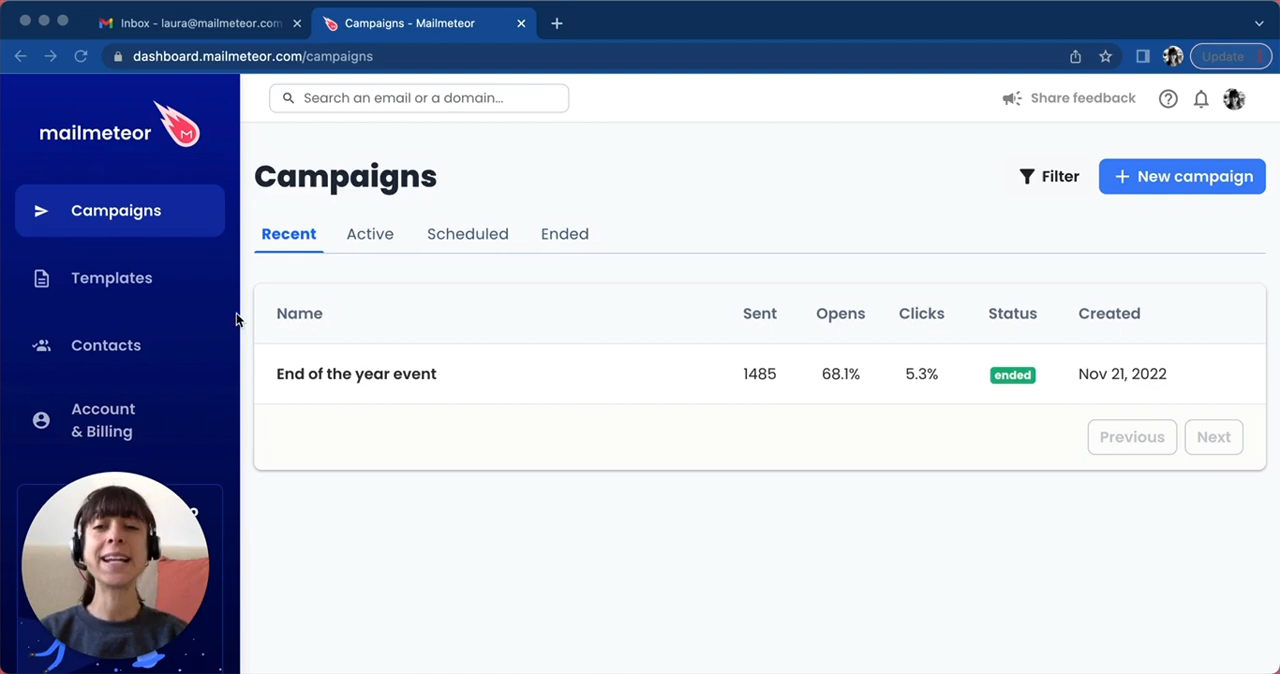 Inbox - laura@mailmeteor.com
Campaigns - Mailmeteor
dashboard.mailmeteor.com/campaigns
Update
mailmeteor
M
Search an email or a domain...
Share feedback
Campaigns
Templates
Contacts
Account
& Billing
Campaigns
Filter
New campaign
Recent Active Scheduled Ended
Name Sent Opens Clicks Status Created
End of the year event 1485 68.1% 5.3% ended Nov 21, 2022
Previous Next